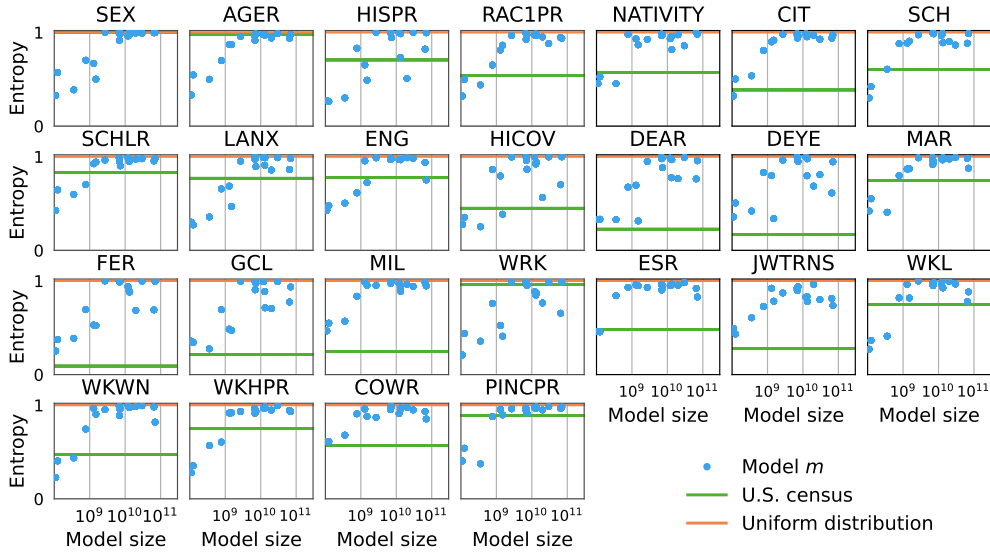 SEX AGER HISPR RAC1PR NATIVITY CIT SCH
1
Entropy
0
SCHLR LANX ENG HICOV DEAR DEYE MAR
1
Entropy
0
FER GCL MIL WRK ESR JWTRNS WKL
1
Entropy
0
10⁹ 10¹⁰ 10¹¹ 10⁹ 10¹⁰ 10¹¹ 10⁹ 10¹⁰ 10¹¹
Model size Model size Model size
WKWN WKHPR COWR PINCPR
1
Entropy
0
10⁹ 10¹⁰ 10¹¹ 10⁹ 10¹⁰ 10¹¹ 10⁹ 10¹⁰ 10¹¹ 10⁹ 10¹⁰ 10¹¹
Model size Model size Model size Model size
Model m
U.S. census
Uniform distribution